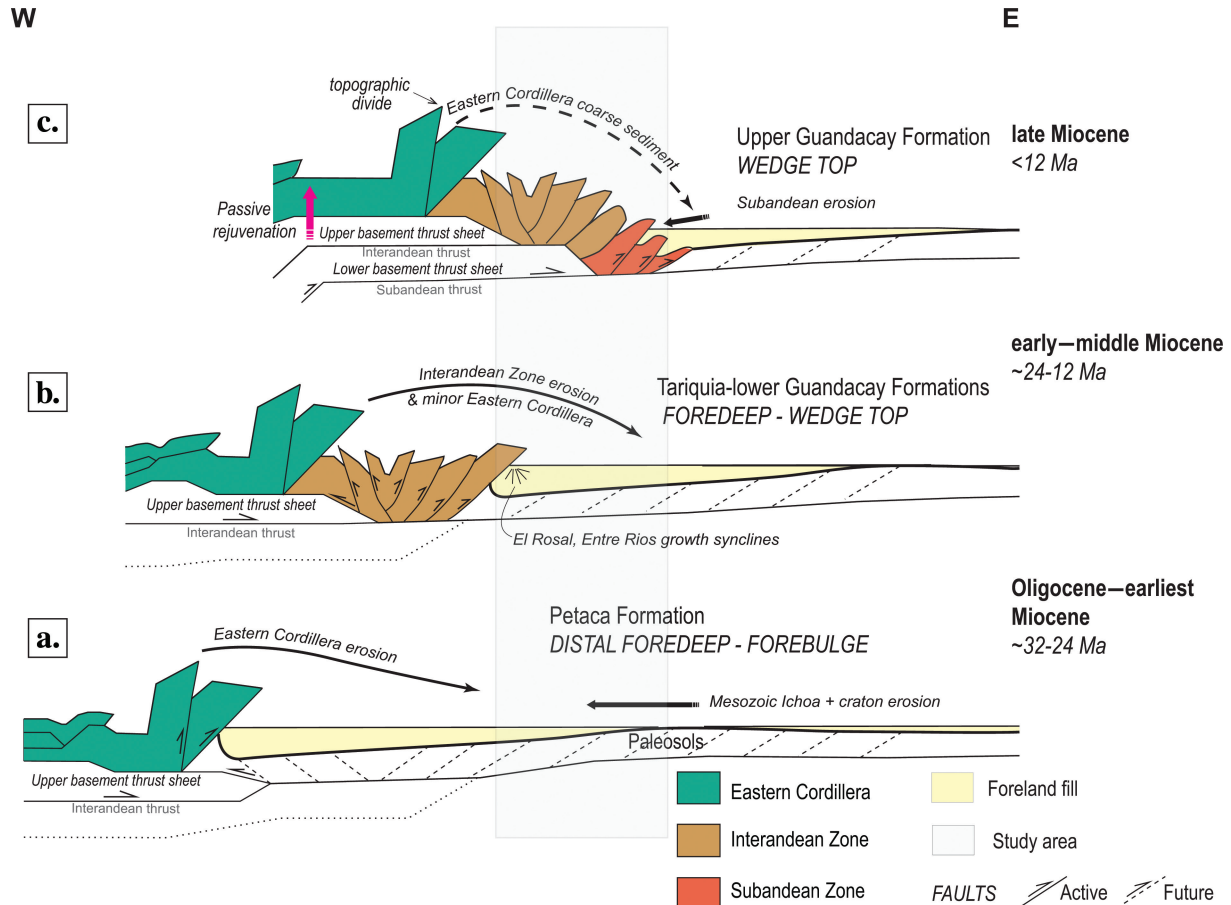 W
E
c.
topographic
divide
Eastern Cordillera coarse sediment
Upper Guandacay Formation
WEDGE TOP
late Miocene
<12 Ma
Subandean erosion
Passive
rejuvenation
Upper basement thrust sheet
Interandean thrust
Lower basement thrust sheet
Subandean thrust
early—middle Miocene
~24-12 Ma
b.
Interandean Zone erosion
& minor Eastern Cordillera
Tariquia-lower Guandacay Formations
FOREDEEP - WEDGE TOP
Upper basement thrust sheet
Interandean thrust
El Rosal, Entre Rios growth synclines
Oligocene—earliest
Miocene
~32-24 Ma
a.
Eastern Cordillera erosion
Petaca Formation
DISTAL FOREDEEP - FOREBULGE
Mesozoic Ichoa + craton erosion
Paleosols
Upper basement thrust sheet
Interandean thrust
Eastern Cordillera
Foreland fill
Interandean Zone
Study area
Subandean Zone
FAULTS
Active
Future